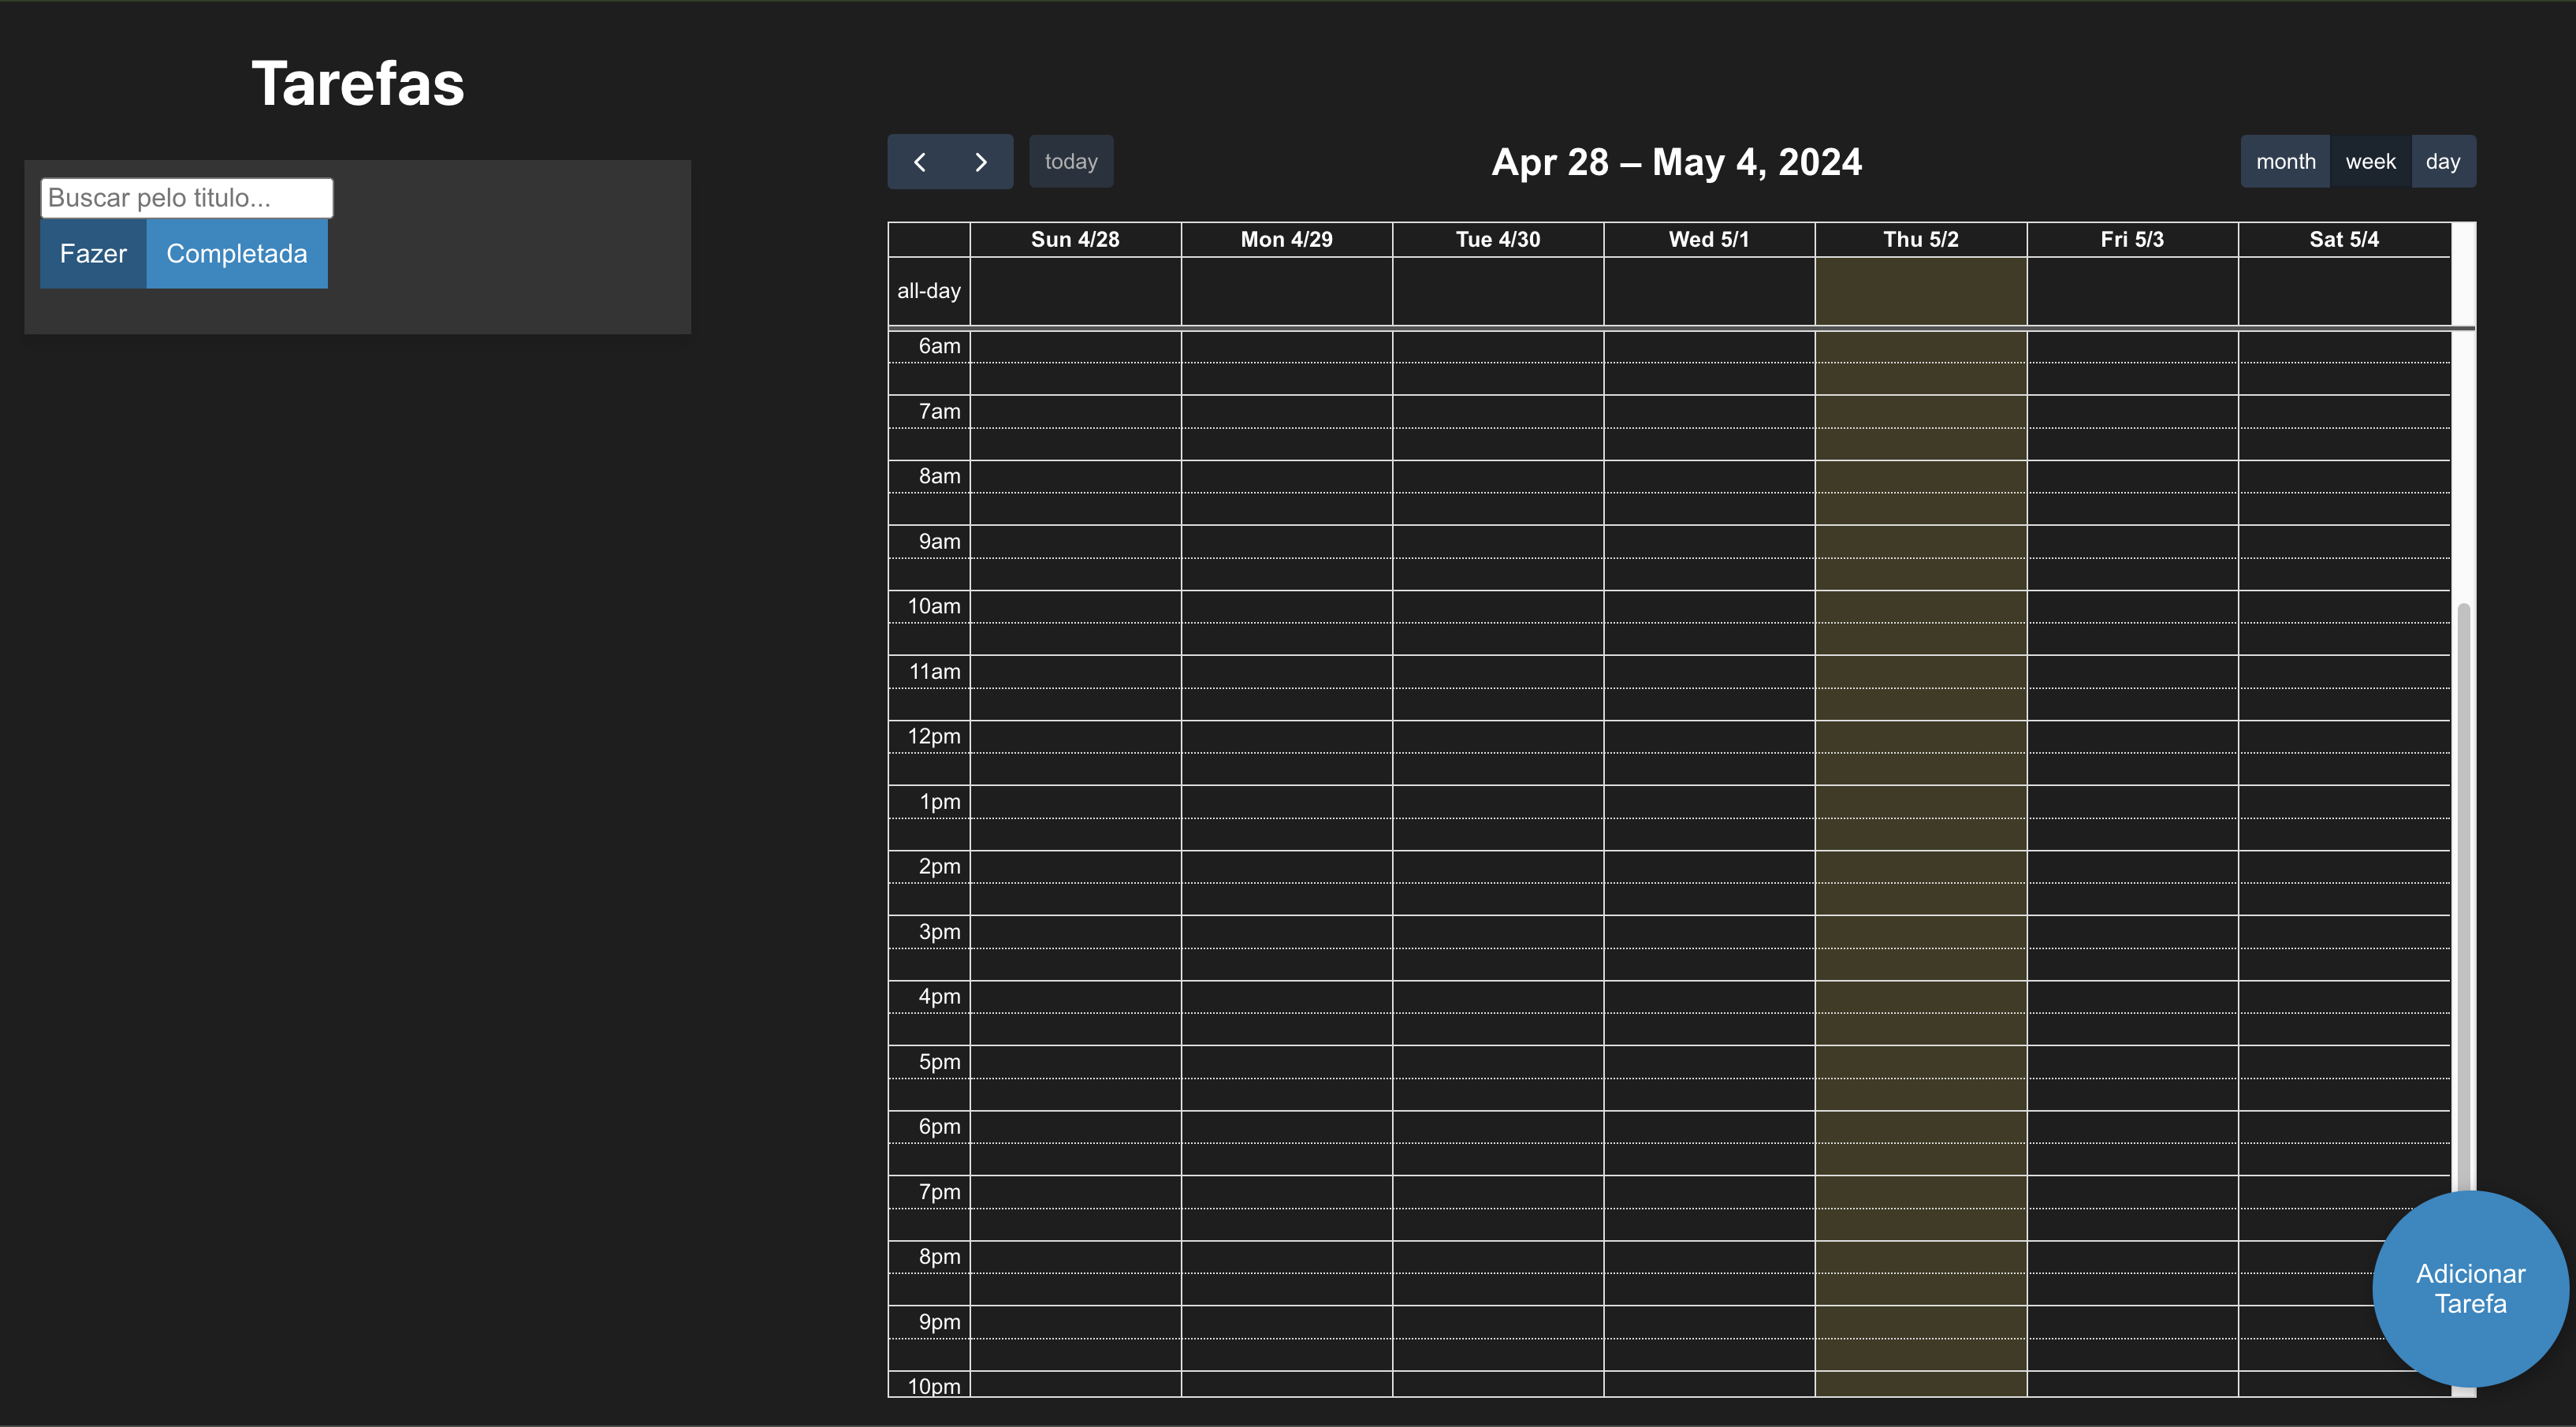 Tarefas
Buscar pelo titulo...
Fazer
Completada
today
Apr 28 – May 4, 2024
month
week
day
Sun 4/28
Mon 4/29
Tue 4/30
Wed 5/1
Thu 5/2
Fri 5/3
Sat 5/4
all-day
6am
7am
8am
9am
10am
11am
12pm
1pm
2pm
3pm
4pm
5pm
6pm
7pm
8pm
9pm
10pm
Adicionar
Tarefa